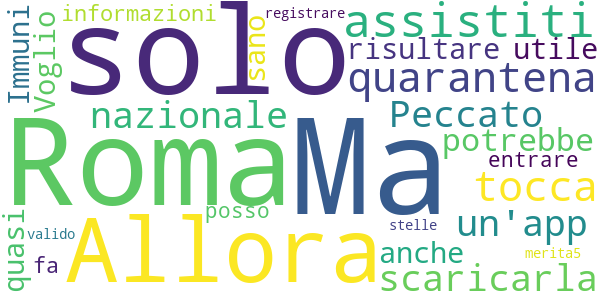 informazioni
registrare
Immuni
Voglio
solo
sano
assistiti
risultare
utile
quarantena
nazionale
Peccato
Roma
Ma
potrebbe
entrare
tocca
quasi
posso
stelle
un'app
valido
Allora
anche
merita5
fa
scaricarla